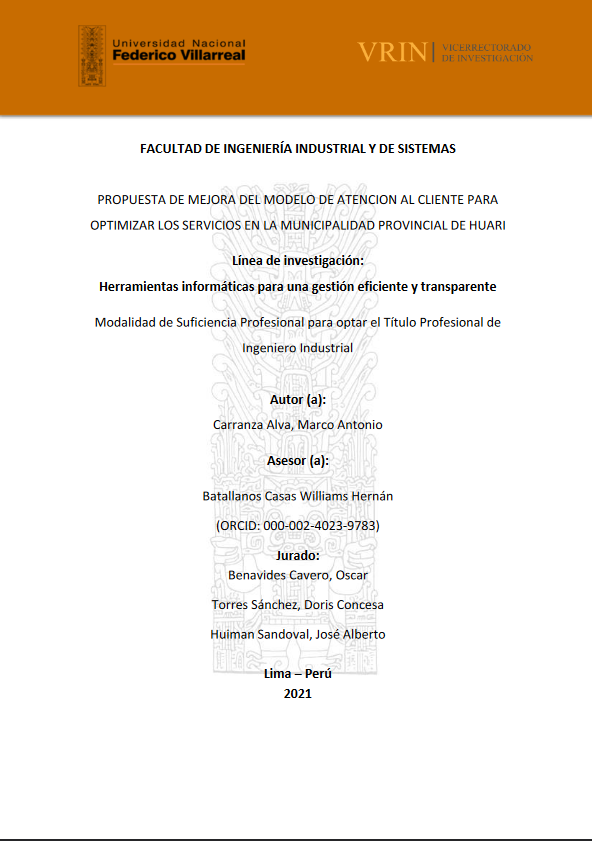 Universidad Nacional
Federico Villarreal
VRIN | VICERRECTORADO
DE INVESTIGACIÓN
FACULTAD DE INGENIERÍA INDUSTRIAL Y DE SISTEMAS
PROPUESTA DE MEJORA DEL MODELO DE ATENCION AL CLIENTE PARA
OPTIMIZAR LOS SERVICIOS EN LA MUNICIPALIDAD PROVINCIAL DE HUARI
Línea de investigación:
Herramientas informáticas para una gestión eficiente y transparente
Modalidad de Suficiencia Profesional para optar el Título Profesional de
Ingeniero Industrial
Autor (a):
Carranza Alva, Marco Antonio
Asesor (a):
Batallanos Casas Williams Hernán
(ORCID: 000-002-4023-9783)
Jurado:
Benavides Cavero, Oscar
Torres Sánchez, Doris Concesa
Huiman Sandoval, José Alberto
Lima – Perú
2021